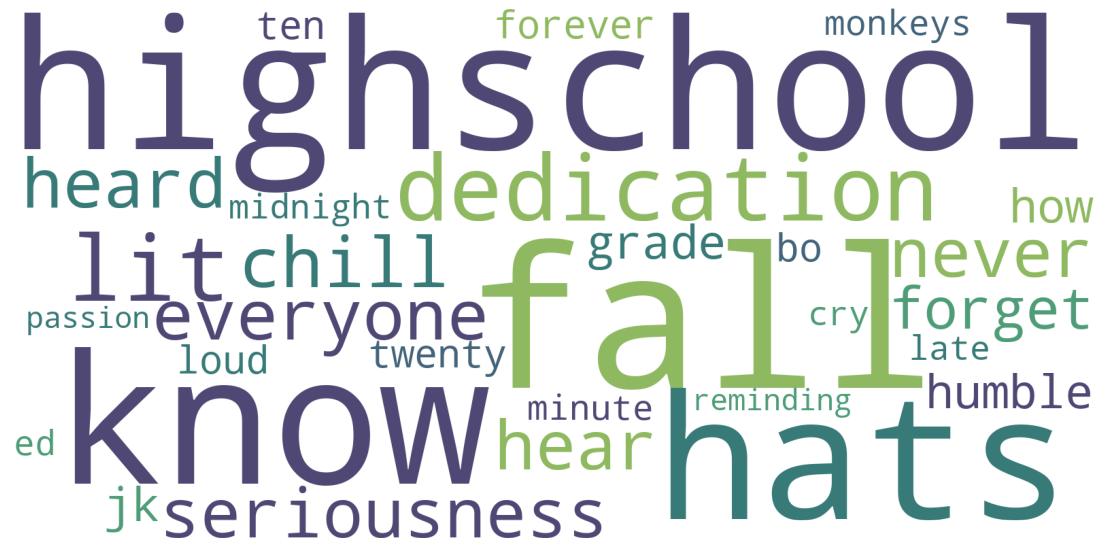 ten forever monkeys
highschool
heard dedication
midnight how
lit chill grade bo never
passion everyone fall cry forget
loud twenty late
know minute reminding humble
ed hear hats
jk seriousness